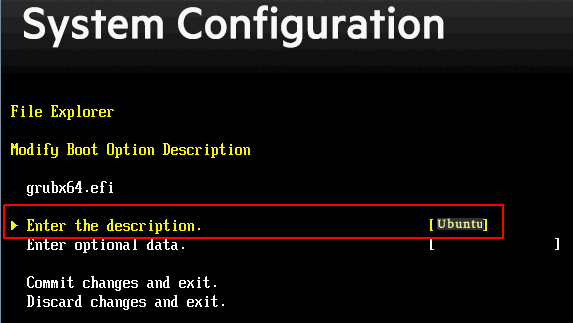 System Configuration
File Explorer
Modify Boot Option Description
grubx64.efi
Enter the description. [Ubuntu]
Enter optional data. [ ]
Commit changes and exit.
Discard changes and exit.